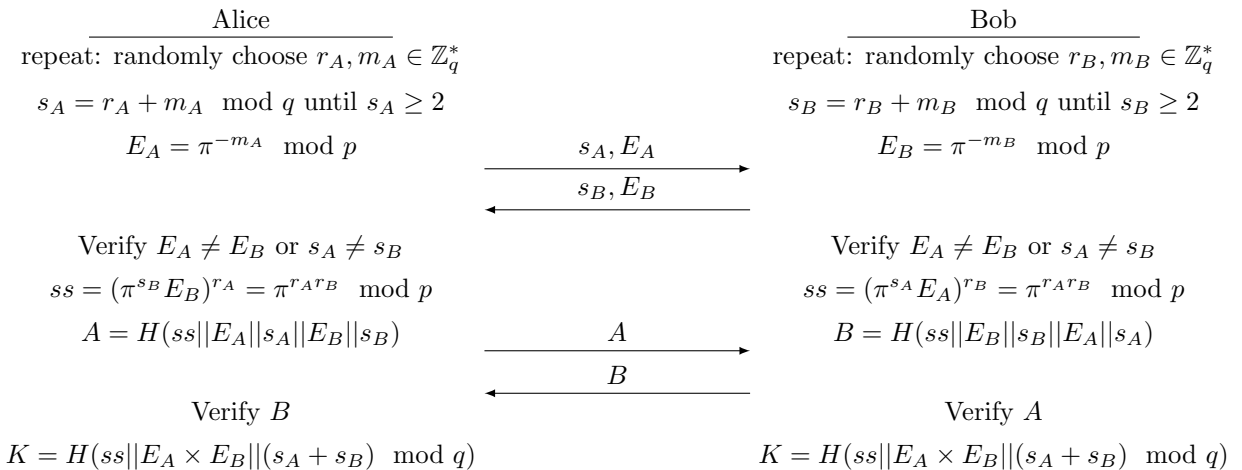 Alice
Bob
repeat: randomly choose r_A, m_A ∈ ℤ_q^*
repeat: randomly choose r_B, m_B ∈ ℤ_q^*
s_A = r_A + m_A mod q until s_A ≥ 2
s_B = r_B + m_B mod q until s_B ≥ 2
E_A = π^{-m_A} mod p
E_B = π^{-m_B} mod p
s_A, E_A
s_B, E_B
Verify E_A ≠ E_B or s_A ≠ s_B
Verify E_A ≠ E_B or s_A ≠ s_B
ss = (π^{s_B} E_B)^{r_A} = π^{r_A r_B} mod p
ss = (π^{s_A} E_A)^{r_B} = π^{r_A r_B} mod p
A = H(ss||E_A||s_A||E_B||s_B)
A
B = H(ss||E_B||s_B||E_A||s_A)
B
Verify B
Verify A
K = H(ss||E_A × E_B||(s_A + s_B) mod q)
K = H(ss||E_A × E_B||(s_A + s_B) mod q)